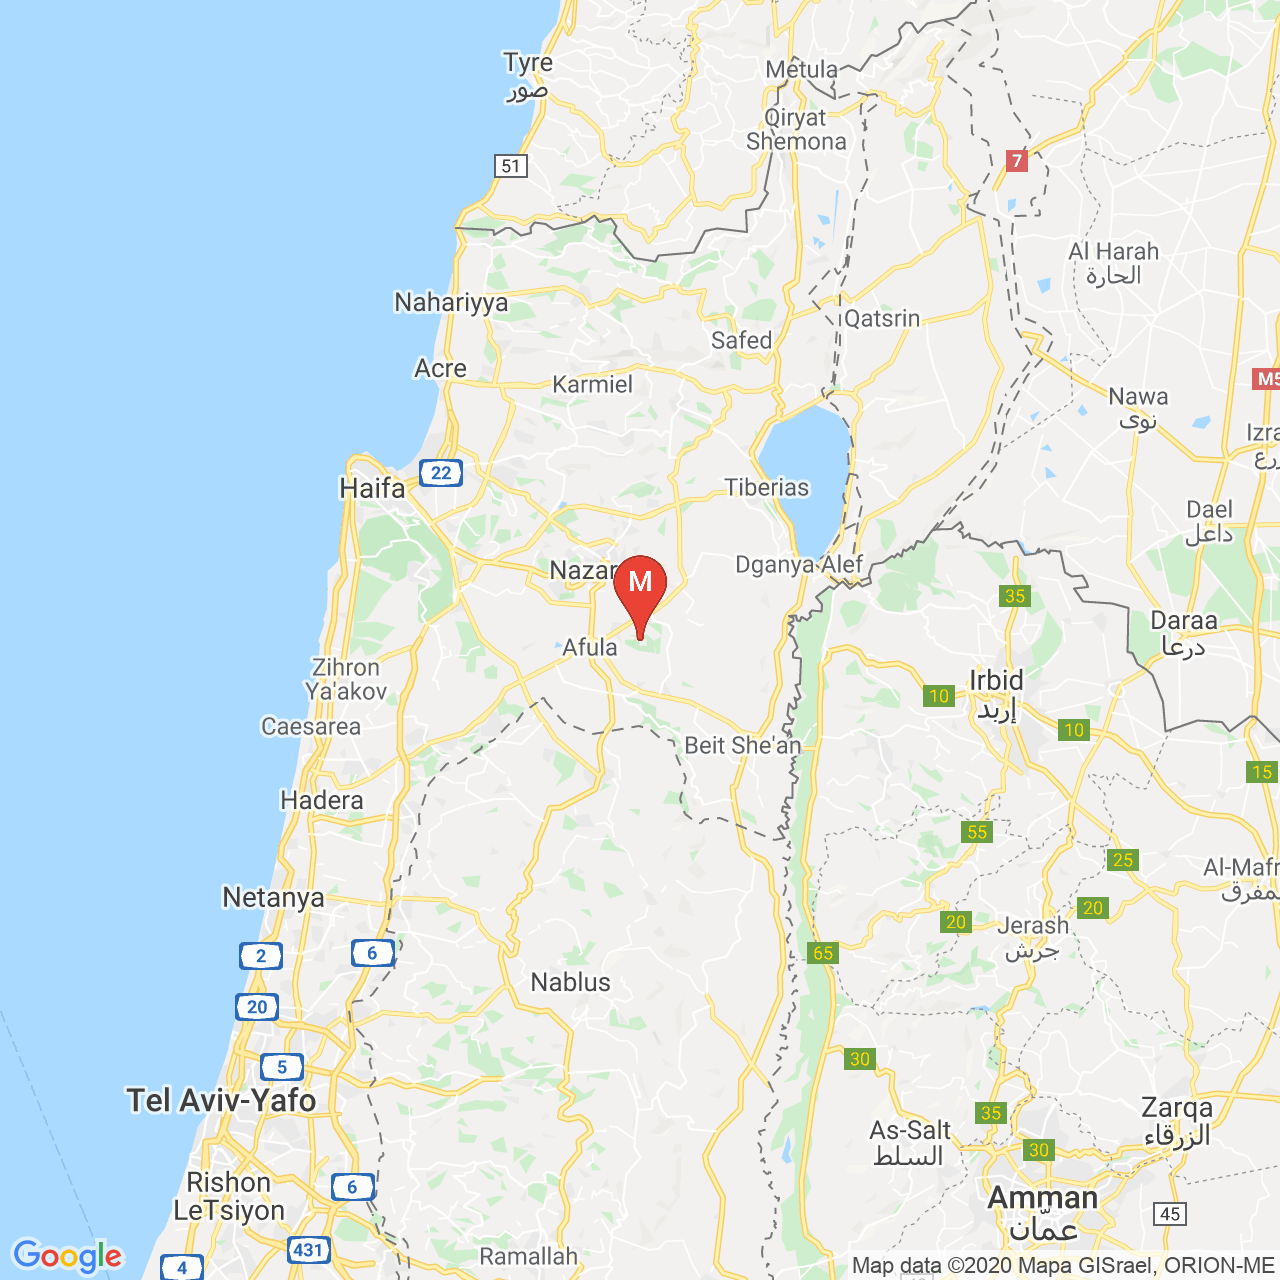 Tyre
صور
Metula
Qiryat
Shemona
51
7
Al Harah
الحارة
Nahariyya
Qatsrin
Safed
Acre
Karmiel
M5
Nawa
نوى
Izra
22
Haifa
Tiberias
Dael
داعل
Nazar
M
Dganya Alef
35
Daraa
درعا
Afula
Zihron
Ya'akov
Irbid
إربد
10
Caesarea
10
Beit She'an
15
Hadera
55
25
Al-Mafr
Netanya
20
20
Jerash
جرش
2
6
65
Nablus
20
30
5
Tel Aviv-Yafo
35
Zarqa
الزرقاء
As-Salt
السلط
30
Rishon
LeTsiyon
6
Amman
عمّان
45
431
Ramallah
4
Google
Map data ©2020 Mapa GISrael, ORION-ME